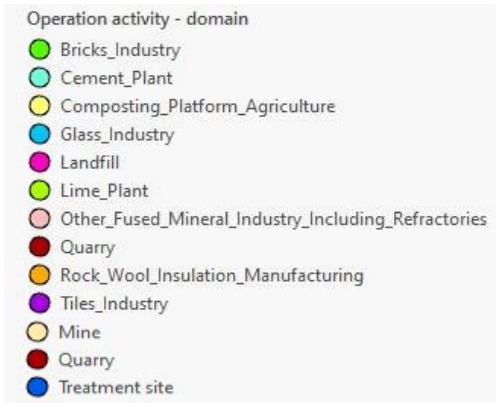 Operation activity - domain
Bricks_Industry
Cement_Plant
Composting_Platform_Agriculture
Glass_Industry
Landfill
Lime_Plant
Other_Fused_Mineral_Industry_Including_Refractories
Quarry
Rock_Wool_Insulation_Manufacturing
Tiles_Industry
Mine
Quarry
Treatment site